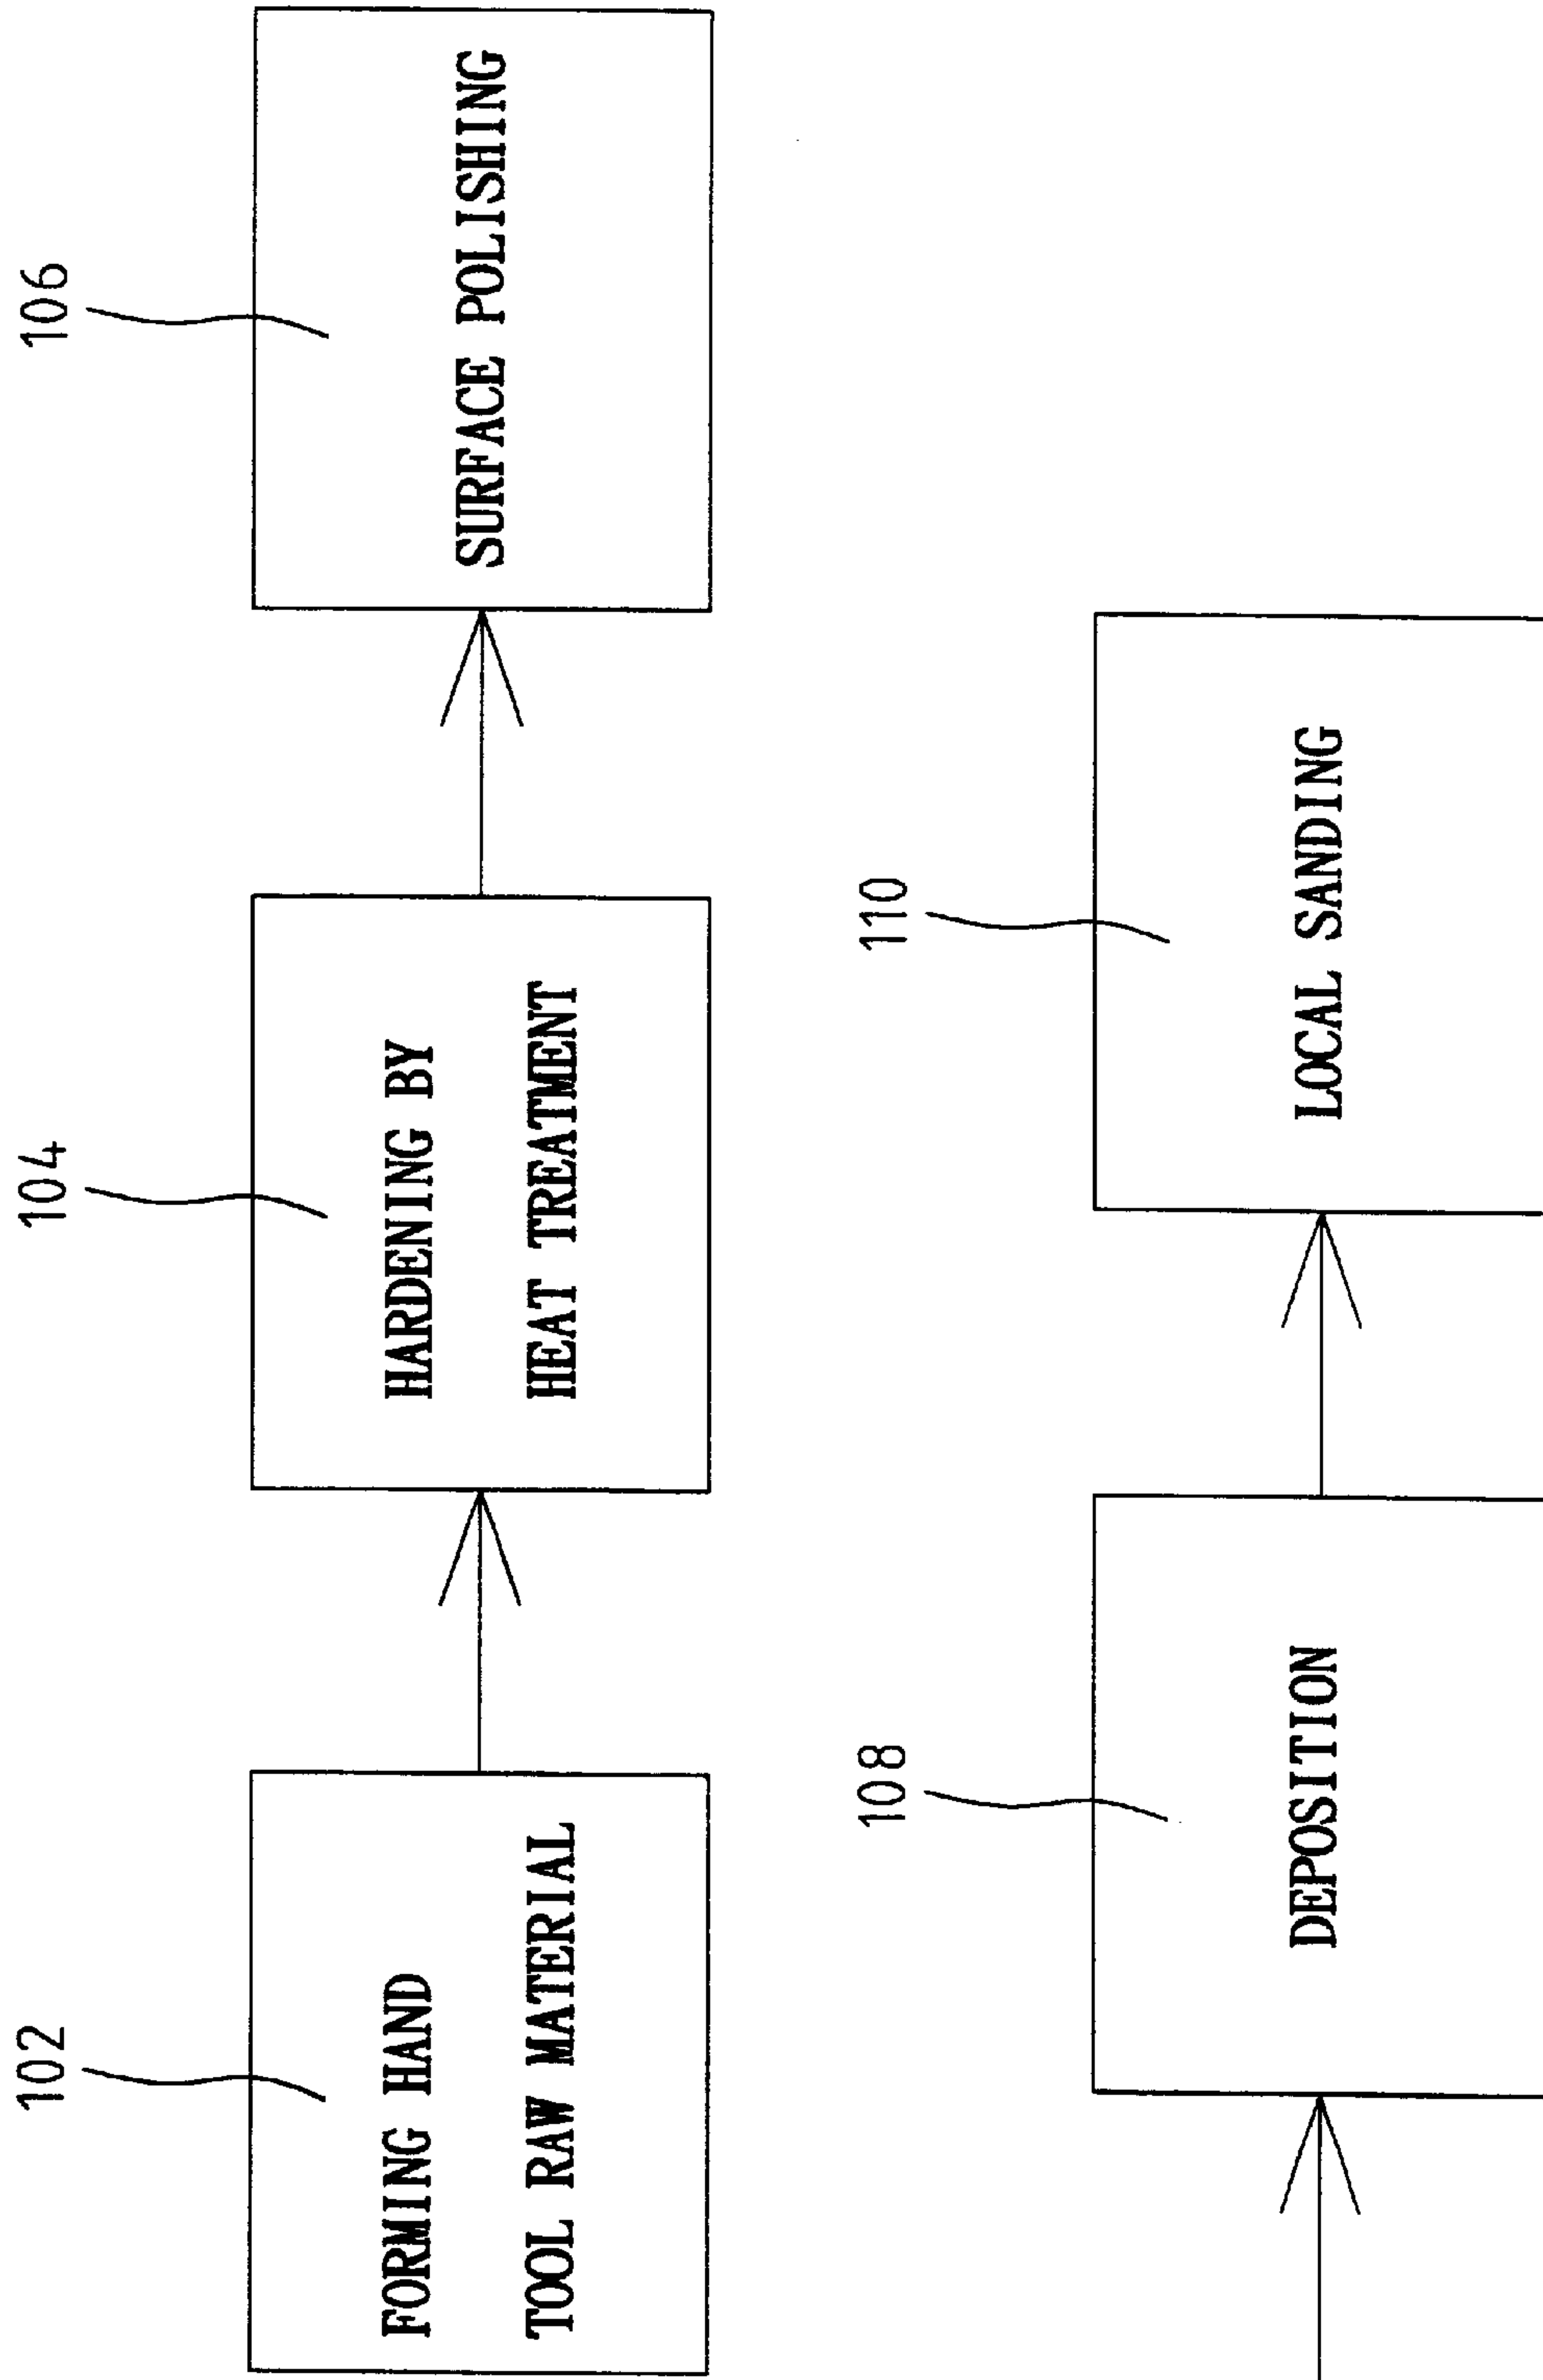 102
FORMING HAND
TOOL RAW MATERIAL
104
HARDENING BY
HEAT TREATMENT
106
SURFACE POLISHING
108
DEPOSITION
110
LOCAL SANDING